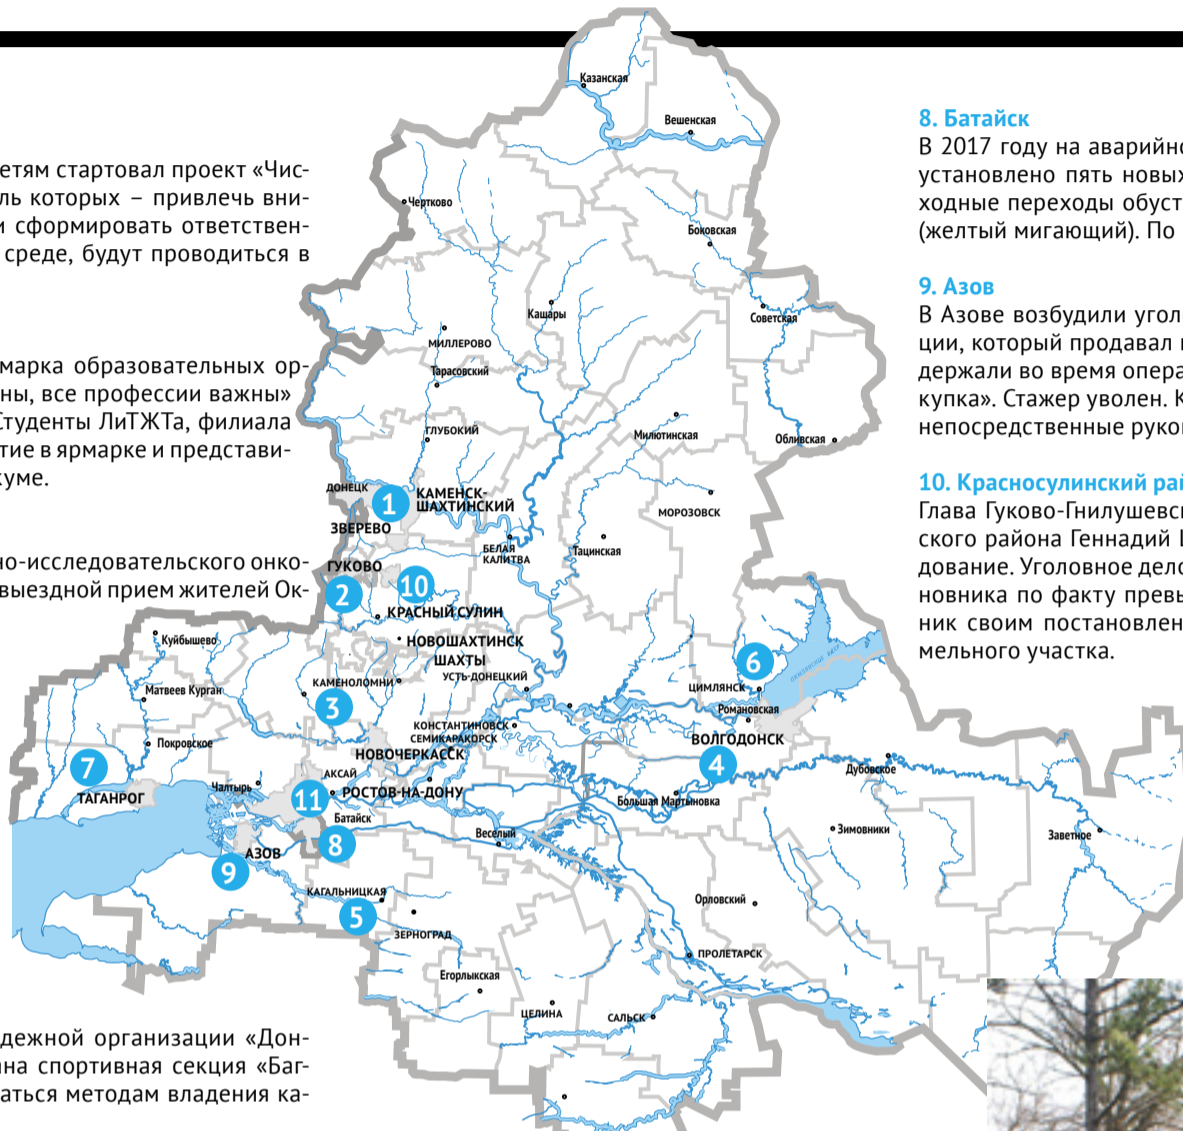 етям стартовал проект «Чис-
ль которых – привлечь вни-
и сформировать ответствен-
среде, будут проводиться в
марка образовательных ор-
ны, все профессии важны»
Студенты ЛиТЖТа, филиала
тие в ярмарке и представи-
куме.
но-исследовательского онко-
выездной прием жителей Ок-
дежной организации «Дон-
ана спортивная секция «Баг-
аться методам владения ка-
Казанская
Вешенская
Чертково
Боковская
Кашары
Советская
МИЛЛЕРОВО
Тарасовский
ГЛУБОКИЙ
Милютинская
Обливская
ДОНЕЦК
1
КАМЕНСК-
ШАХТИНСКИЙ
МОРОЗОВСК
ЗВЕРЕВО
БЕЛАЯ
КАЛИТВА
Тацинская
ГУКОВО
2
10
КРАСНЫЙ СУЛИН
Куйбышево
НОВОШАХТИНСК
ШАХТЫ
6
УСТЬ-ДОНЕЦКИЙ
КАМЕНОЛОМНИ
ЦИМЛЯНСК
Матвеев Курган
3
Романовская
КОНСТАНТИНОВСК
СЕМИКАРАКОРСК
ВОЛГОДОНСК
Покровское
НОВОЧЕРКАССК
4
7
Дубовское
АКСАЙ
Чалтырь
РОСТОВ-НА-ДОНУ
ТАГАНРОГ
11
Большая Мартыновка
Батайск
Веселый
Зимовники
Заветное
8
АЗОВ
9
КАГАЛЬНИЦКАЯ
Орловский
5
ЗЕРНОГРАД
ПРОЛЕТАРСК
Егорлыкская
ЦЕЛИНА
САЛЬСК
8. Батайск
В 2017 году на аварийно
установлено пять новых
ходные переходы обуст
(желтый мигающий). По
9. Азов
В Азове возбудили угол
ции, который продавал
держали во время опера
купка». Стажер уволен. К
непосредственные руко
10. Красносулинский рай
Глава Гуково-Гнилушевс
ского района Геннадий
дование. Уголовное дело
новника по факту превы
ник своим постановлен
мельного участка.